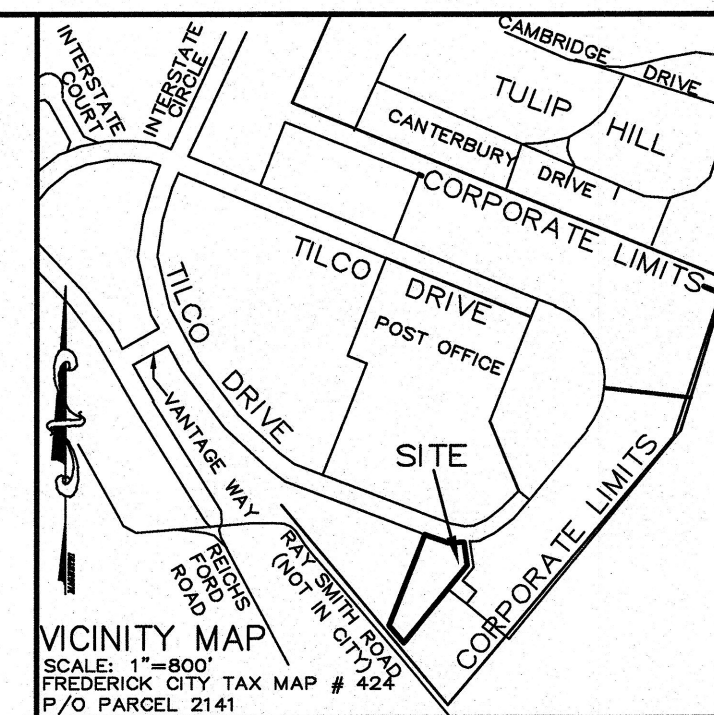 CAMBRIDGE DRIVE
INTERSTATE
COURT
INTERSTATE
CIRCLE
TULIP HILL
CANTERBURY DRIVE
CORPORATE LIMITS
TILCO DRIVE
TILCO DRIVE
POST OFFICE
VANTAGE WAY
SITE
CORPORATE LIMITS
REICHS
FORD
ROAD
RAY SMITH ROAD
(NOT IN CITY)
VICINITY MAP
SCALE: 1"=800'
FREDERICK CITY TAX MAP # 424
P/O PARCEL 2141